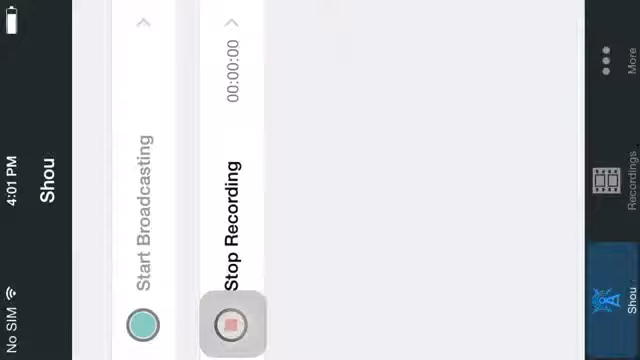 No SIM 4:01 PM
Shou
Start Broadcasting
Stop Recording 00:00:00
Shou Recordings More